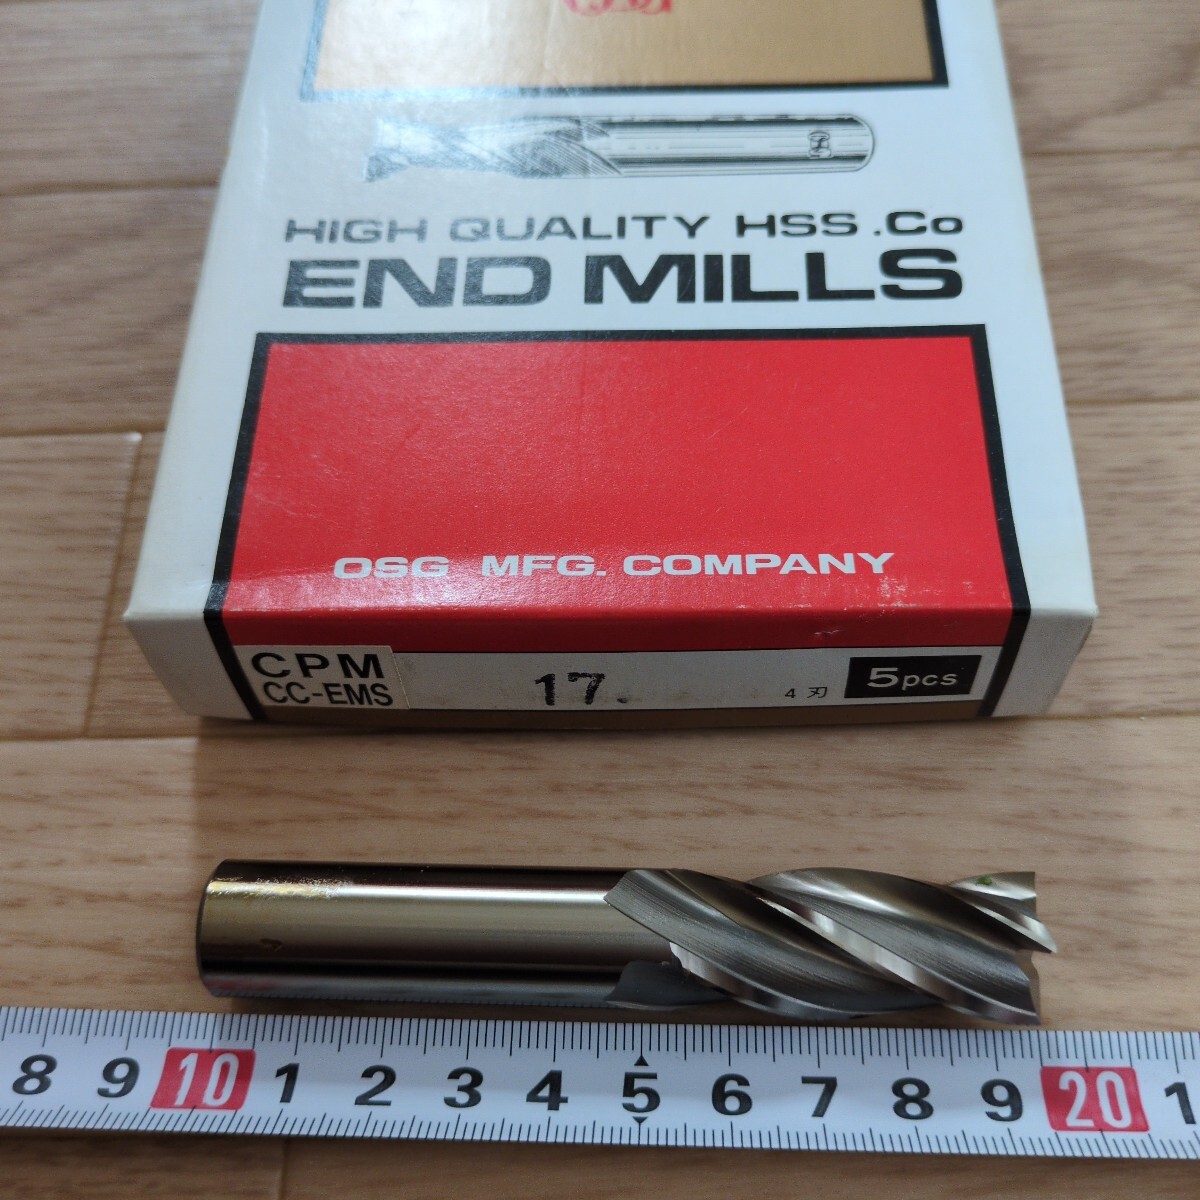 HIGH QUALITY HSS .Co
END MILLS
OSG MFG. COMPANY
CPM
CC-EMS
17.
4刃
5pcs
8 9 10 1 2 3 4 5 6 7 8 9 20 1